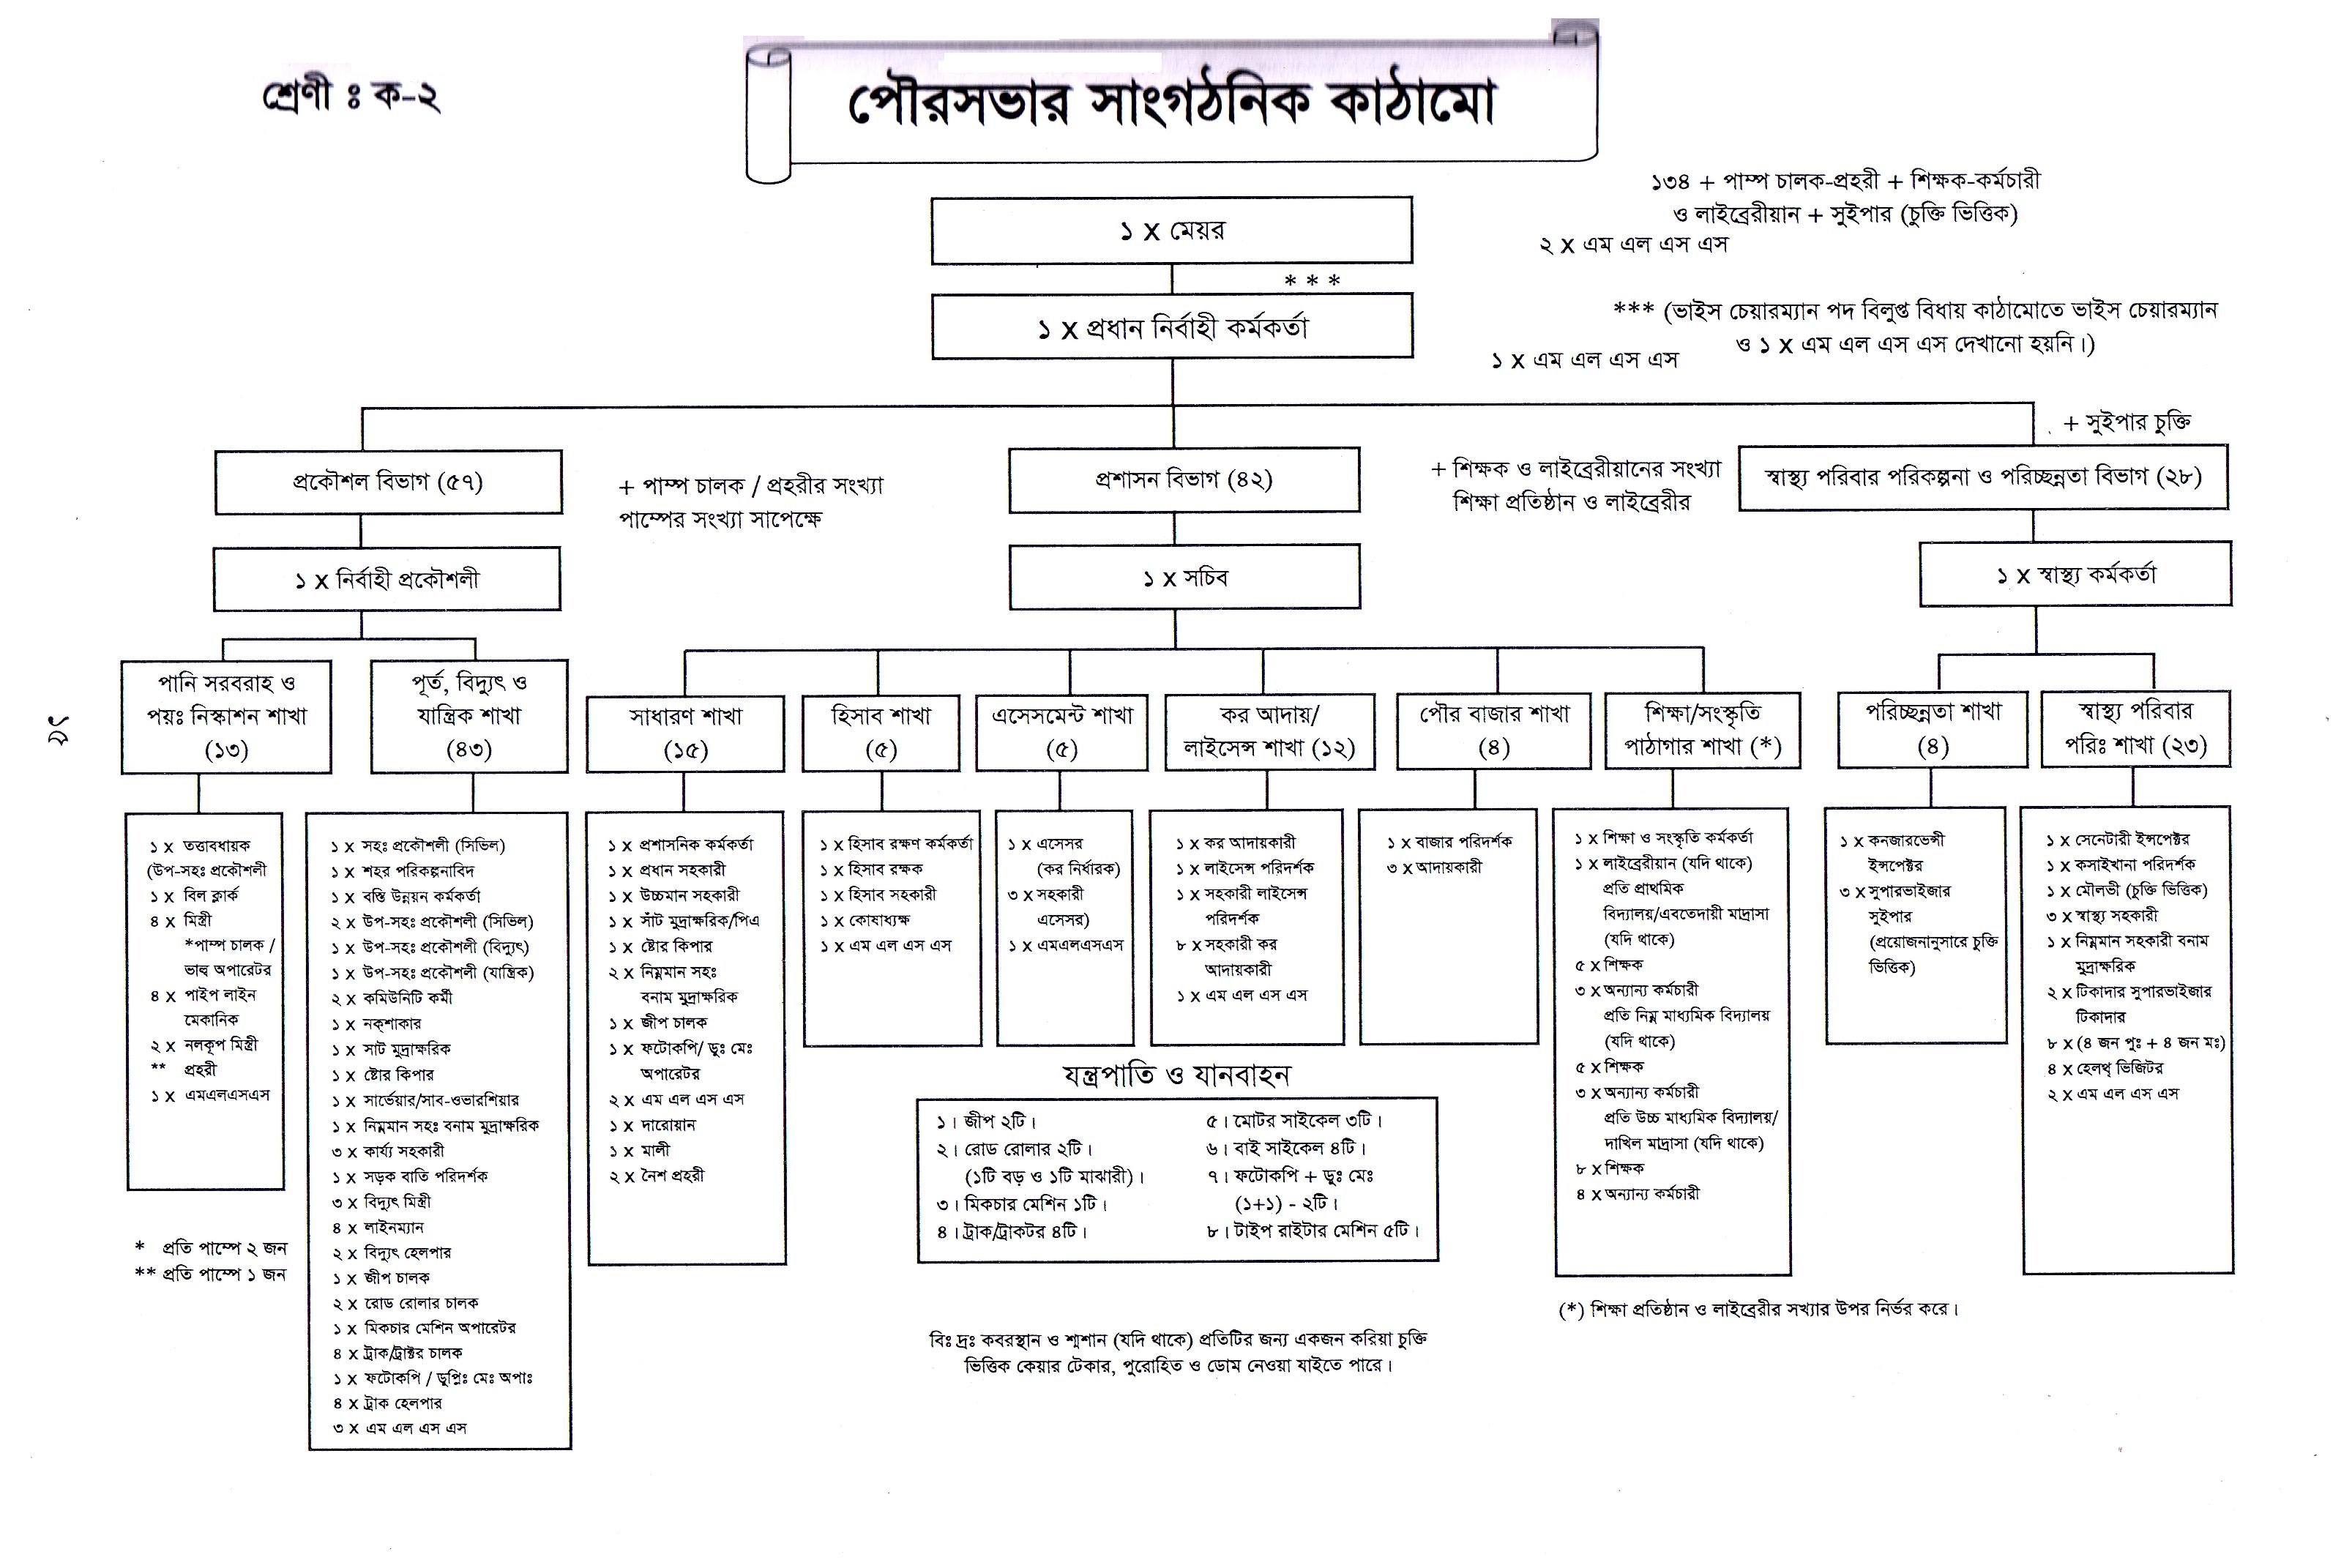 শ্রেণী ঃ ক-২
পৌরসভার সাংগঠনিক কাঠামো
১৩৪ + পাম্প চালক-প্রহরী + শিক্ষক-কর্মচারী
ও লাইব্রেরীয়ান + সুইপার (চুক্তি ভিত্তিক)
১ x মেয়র
২ x এম এল এস এস
* * *
১ x প্রধান নির্বাহী কর্মকর্তা
*** (ভাইস চেয়ারম্যান পদ বিলুপ্ত বিধায় কাঠামোতে ভাইস চেয়ারম্যান
ও ১ x এম এল এস এস দেখানো হয়নি।)
১ x এম এল এস এস
+ সুইপার চুক্তি
প্রকৌশল বিভাগ (৫৭)
+ পাম্প চালক / প্রহরীর সংখ্যা
পাম্পের সংখ্যা সাপেক্ষে
প্রশাসন বিভাগ (৪২)
+ শিক্ষক ও লাইব্রেরীয়ানের সংখ্যা
শিক্ষা প্রতিষ্ঠান ও লাইব্রেরীর
স্বাস্থ্য পরিবার পরিকল্পনা ও পরিচ্ছন্নতা বিভাগ (২৮)
১ x নির্বাহী প্রকৌশলী
১ x সচিব
১ x স্বাস্থ্য কর্মকর্তা
পানি সরবরাহ ও
পয়ঃ নিস্কাশন শাখা
(১৩)
পূর্ত, বিদ্যুৎ ও
যান্ত্রিক শাখা
(৪৩)
সাধারণ শাখা
(১৫)
হিসাব শাখা
(৫)
এসেসমেন্ট শাখা
(৫)
কর আদায়/
লাইসেন্স শাখা (১২)
পৌর বাজার শাখা
(৪)
শিক্ষা/সংস্কৃতি
পাঠাগার শাখা (*)
পরিচ্ছন্নতা শাখা
(৪)
স্বাস্থ্য পরিবার
পরিঃ শাখা (২৩)
১২
১ x তত্তাবধায়ক
(উপ-সহঃ প্রকৌশলী
১ x বিল ক্লার্ক
৪ x মিস্ত্রী
*পাম্প চালক /
ভাল্ব অপারেটর
৪ x পাইপ লাইন
মেকানিক
২ x নলকূপ মিস্ত্রী
** প্রহরী
১ x এমএলএসএস
* প্রতি পাম্পে ২ জন
** প্রতি পাম্পে ১ জন
১ x সহঃ প্রকৌশলী (সিভিল)
১ x শহর পরিকল্পনাবিদ
১ x বস্তি উন্নয়ন কর্মকর্তা
২ x উপ-সহঃ প্রকৌশলী (সিভিল)
১ x উপ-সহঃ প্রকৌশলী (বিদ্যুৎ)
১ x উপ-সহঃ প্রকৌশলী (যান্ত্রিক)
২ x কমিউনিটি কর্মী
১ x নক্শাকার
১ x সাট মুদ্রাক্ষরিক
১ x ষ্টোর কিপার
১ x সার্ভেয়ার/সাব-ওভারশিয়ার
১ x নিম্নমান সহঃ বনাম মুদ্রাক্ষরিক
৩ x কার্য্য সহকারী
১ x সড়ক বাতি পরিদর্শক
৩ x বিদ্যুৎ মিস্ত্রী
৪ x লাইনম্যান
২ x বিদ্যুৎ হেলপার
১ x জীপ চালক
২ x রোড রোলার চালক
১ x মিকচার মেশিন অপারেটর
৪ x ট্রাক/ট্রাক্টর চালক
১ x ফটোকপি / ডুপ্লিঃ মেঃ অপাঃ
৪ x ট্রাক হেলপার
৩ x এম এল এস এস
১ x প্রশাসনিক কর্মকর্তা
১ x প্রধান সহকারী
১ x উচ্চমান সহকারী
১ x সাঁট মুদ্রাক্ষরিক/পিএ
১ x ষ্টোর কিপার
২ x নিম্নমান সহঃ
বনাম মুদ্রাক্ষরিক
১ x জীপ চালক
১ x ফটোকপি/ ডুঃ মেঃ
অপারেটর
২ x এম এল এস এস
১ x দারোয়ান
১ x মালী
২ x নৈশ প্রহরী
১ x হিসাব রক্ষণ কর্মকর্তা
১ x হিসাব রক্ষক
১ x হিসাব সহকারী
১ x কোষাধ্যক্ষ
১ x এম এল এস এস
১ x এসেসর
(কর নির্ধারক)
৩ x সহকারী
এসেসর)
১ x এমএলএসএস
১ x কর আদায়কারী
১ x লাইসেন্স পরিদর্শক
১ x সহকারী লাইসেন্স
পরিদর্শক
৮ x সহকারী কর
আদায়কারী
১ x এম এল এস এস
১ x বাজার পরিদর্শক
৩ x আদায়কারী
১ x শিক্ষা ও সংস্কৃতি কর্মকর্তা
১ x লাইব্রেরীয়ান (যদি থাকে)
প্রতি প্রাথমিক
বিদ্যালয়/এবতেদায়ী মাদ্রাসা
(যদি থাকে)
৫ x শিক্ষক
৩ x অন্যান্য কর্মচারী
প্রতি নিম্ন মাধ্যমিক বিদ্যালয়
(যদি থাকে)
৫ x শিক্ষক
৩ x অন্যান্য কর্মচারী
প্রতি উচ্চ মাধ্যমিক বিদ্যালয়/
দাখিল মাদ্রাসা (যদি থাকে)
৮ x শিক্ষক
৪ x অন্যান্য কর্মচারী
১ x কনজারভেন্সী
ইন্সপেক্টর
৩ x সুপারভাইজার
সুইপার
(প্রয়োজনানুসারে চুক্তি
ভিত্তিক)
১ x সেনেটারী ইন্সপেক্টর
১ x কসাইখানা পরিদর্শক
১ x মৌলভী (চুক্তি ভিত্তিক)
৩ x স্বাস্থ্য সহকারী
১ x নিম্নমান সহকারী বনাম
মুদ্রাক্ষরিক
২ x টিকাদার সুপারভাইজার
টিকাদার
৮ x (৪ জন পুঃ + ৪ জন মঃ)
৪ x হেলথ্ ভিজিটর
২ x এম এল এস এস
যন্ত্রপাতি ও যানবাহন
১। জীপ ২টি।
২। রোড রোলার ২টি।
(১টি বড় ও ১টি মাঝারী)।
৩। মিকচার মেশিন ১টি।
৪। ট্রাক/ট্রাকটর ৪টি।
৫। মোটর সাইকেল ৩টি।
৬। বাই সাইকেল ৪টি।
৭। ফটোকপি + ডুঃ মেঃ
(১+১) - ২টি।
৮। টাইপ রাইটার মেশিন ৫টি।
(*) শিক্ষা প্রতিষ্ঠান ও লাইব্রেরীর সখ্যার উপর নির্ভর করে।
বিঃ দ্রঃ কবরস্থান ও শ্মশান (যদি থাকে) প্রতিটির জন্য একজন করিয়া চুক্তি
ভিত্তিক কেয়ার টেকার, পুরোহিত ও ডোম নেওয়া যাইতে পারে।